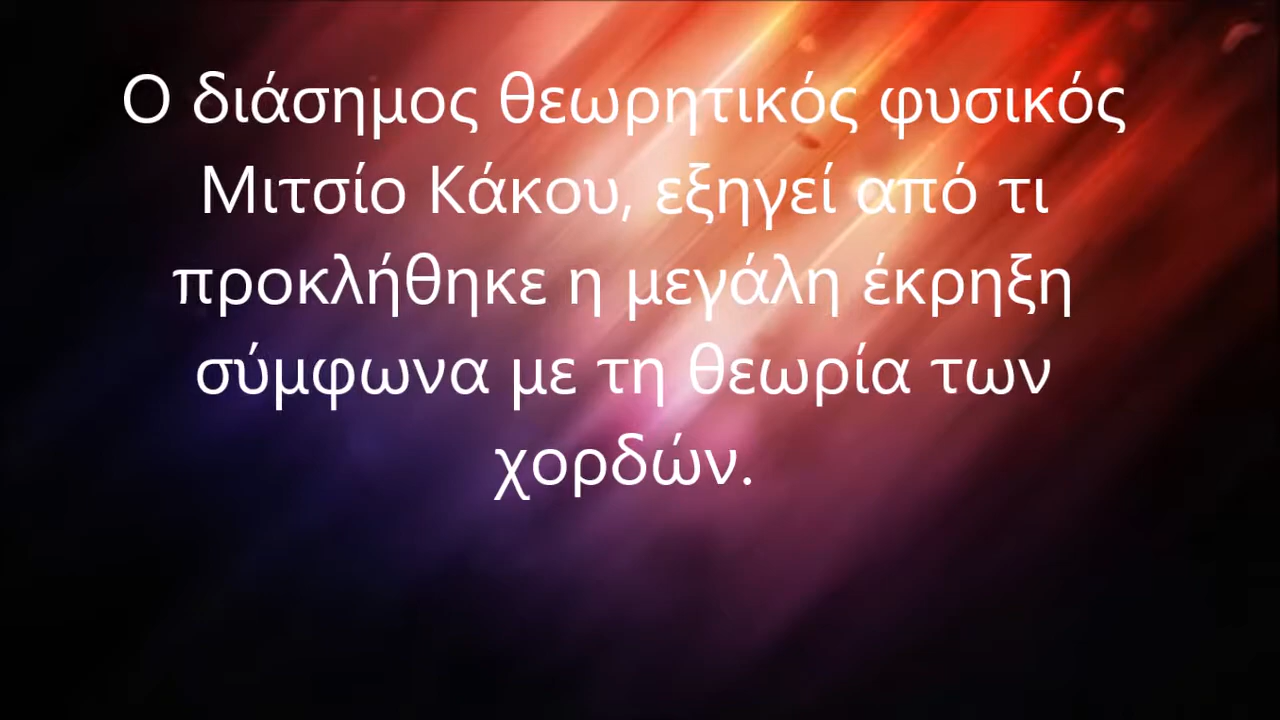 Ο διάσημος θεωρητικός φυσικός
Μιτσίο Κάκου, εξηγεί από τι
προκλήθηκε η μεγάλη έκρηξη
σύμφωνα με τη θεωρία των
χορδών.